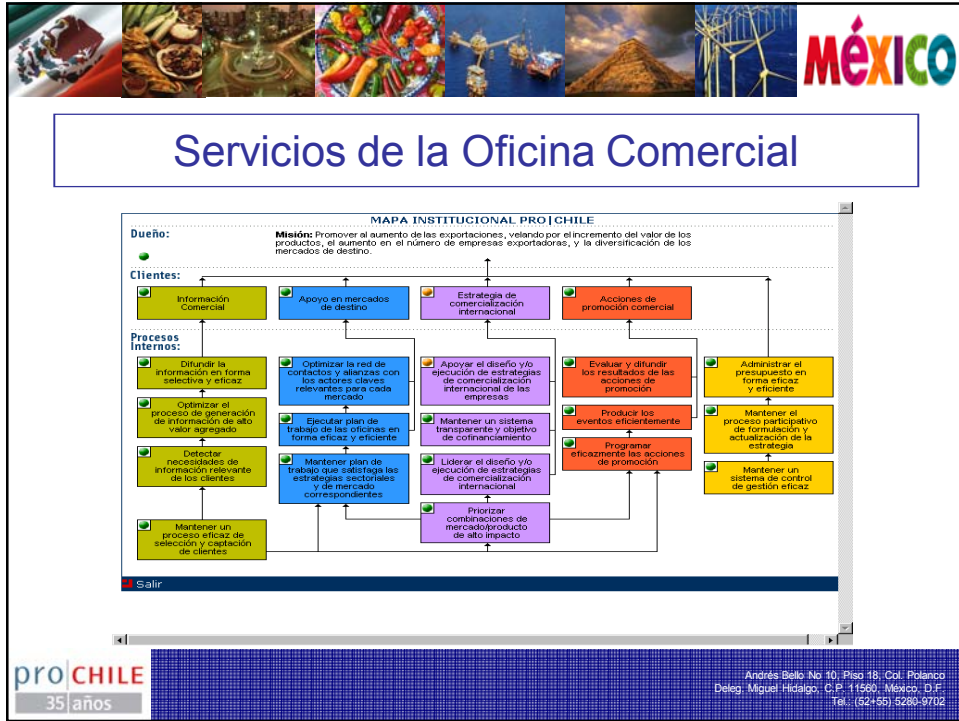 México
Servicios de la Oficina Comercial
MAPA INSTITUCIONAL PRO|CHILE
Dueño:
Misión: Promover al aumento de las exportaciones, velando por el incremento del valor de los
productos, el aumento en el número de empresas exportadoras, y la diversificación de los
mercados de destino.
Clientes:
Información
Comercial
Apoyo en mercados
de destino
Estrategia de
comercialización
internacional
Acciones de
promoción comercial
Procesos
Internos:
Difundir la
información en forma
selectiva y eficaz
Optimizar la red de
contactos y alianzas con
los actores claves
relevantes para cada
mercado
Apoyar el diseño y/o
ejecución de estrategias
de comercialización
internacional de las
empresas
Evaluar y difundir
los resultados de las
acciones de
promoción
Administrar el
presupuesto en
forma eficaz
y eficiente
Optimizar el
proceso de generación
de información de alto
valor agregado
Ejecutar plan de
trabajo de las oficinas en
forma eficaz y eficiente
Mantener un sistema
transparente y objetivo
de cofinanciamiento
Producir los
eventos eficientemente
Mantener el
proceso participativo
de formulación y
actualización de la
estrategia
Detectar
necesidades de
información relevante
de los clientes
Mantener plan de
trabajo que satisfaga las
estrategias sectoriales
y de mercado
correspondientes
Liderar el diseño y/o
ejecución de estrategias
de comercialización
internacional
Programar
eficazmente las acciones
de promoción
Mantener un
sistema de control
de gestión eficaz
Mantener un
proceso eficaz de
selección y captación
de clientes
Priorizar
combinaciones de
mercado/producto
de alto impacto
Salir
pro|CHILE
35 años
Andrés Bello No 10, Piso 18, Col. Polanco
Deleg. Miguel Hidalgo, C.P. 11560, México, D.F.
Tel.: (52+55) 5280-9702